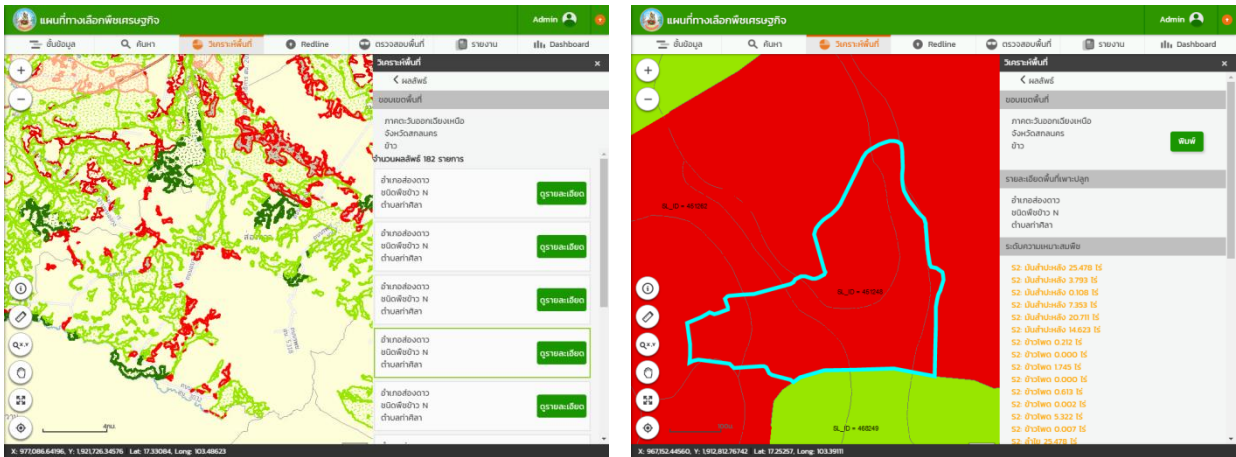 แผนที่ทางเลือกพืชเศรษฐกิจ
Admin
ชั้นข้อมูล
ค้นหา
วิเคราะห์พื้นที่
Redline
ตรวจสอบพื้นที่
รายงาน
Dashboard
วิเคราะห์พื้นที่
×
ผลลัพธ์
ขอบเขตพื้นที่
ภาคตะวันออกเฉียงเหนือ
จังหวัดสกลนคร
ข้าว
จำนวนผลลัพธ์ 182 รายการ
อำเภอส่องดาว
ชนิดพืชข้าว N
ตำบลท่าศิลา
ดูรายละเอียด
อำเภอส่องดาว
ชนิดพืชข้าว N
ตำบลท่าศิลา
ดูรายละเอียด
อำเภอส่องดาว
ชนิดพืชข้าว N
ตำบลท่าศิลา
ดูรายละเอียด
อำเภอส่องดาว
ชนิดพืชข้าว N
ตำบลท่าศิลา
ดูรายละเอียด
อำเภอส่องดาว
ชนิดพืชข้าว N
ตำบลท่าศิลา
ดูรายละเอียด
X: 977,086.64196, Y: 1,921,726.34576 Lat: 17.33084, Long: 103.48623
แผนที่ทางเลือกพืชเศรษฐกิจ
Admin
ชั้นข้อมูล
ค้นหา
วิเคราะห์พื้นที่
Redline
ตรวจสอบพื้นที่
รายงาน
Dashboard
วิเคราะห์พื้นที่
×
ผลลัพธ์
ขอบเขตพื้นที่
ภาคตะวันออกเฉียงเหนือ
จังหวัดสกลนคร
ข้าว
พิมพ์
รายละเอียดพื้นที่เพาะปลูก
อำเภอส่องดาว
ชนิดพืชข้าว N
ตำบลท่าศิลา
ระดับความเหมาะสมพืช
S2: มันสำปะหลัง 25.478 ไร่
S2: มันสำปะหลัง 3.793 ไร่
S2: มันสำปะหลัง 0.108 ไร่
S2: มันสำปะหลัง 7.353 ไร่
S2: มันสำปะหลัง 20.711 ไร่
S2: มันสำปะหลัง 14.623 ไร่
S2: ข้าวโพด 0.212 ไร่
S2: ข้าวโพด 0.000 ไร่
S2: ข้าวโพด 1.745 ไร่
S2: ข้าวโพด 0.000 ไร่
S2: ข้าวโพด 0.613 ไร่
S2: ข้าวโพด 0.002 ไร่
S2: ข้าวโพด 5.322 ไร่
S2: ข้าวโพด 0.007 ไร่
S2: ลำไย 25.478 ไร่
SL_ID = 468249
X: 967,152.44560, Y: 1,912,812.76742 Lat: 17.25257, Long: 103.39111